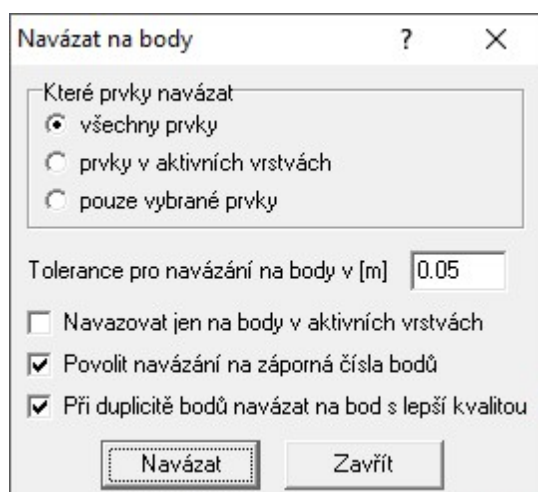 Navázat na body ?
Které prvky navázat
všechny prvky
prvky v aktivních vrstvách
pouze vybrané prvky
Tolerance pro navázání na body v [m] 0.05
Navazovat jen na body v aktivních vrstvách
Povolit navázání na záporná čísla bodů
Při duplicitě bodů navázat na bod s lepší kvalitou
Navázat Zavřít